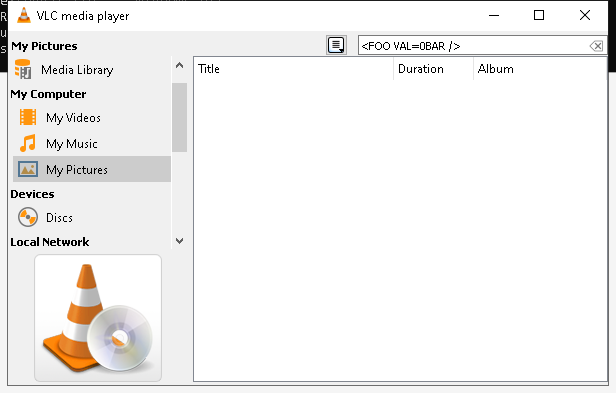 VLC media player
My Pictures
<FOO VAL=0BAR />
Media Library
My Computer
My Videos
My Music
My Pictures
Devices
Discs
Local Network
Title Duration Album